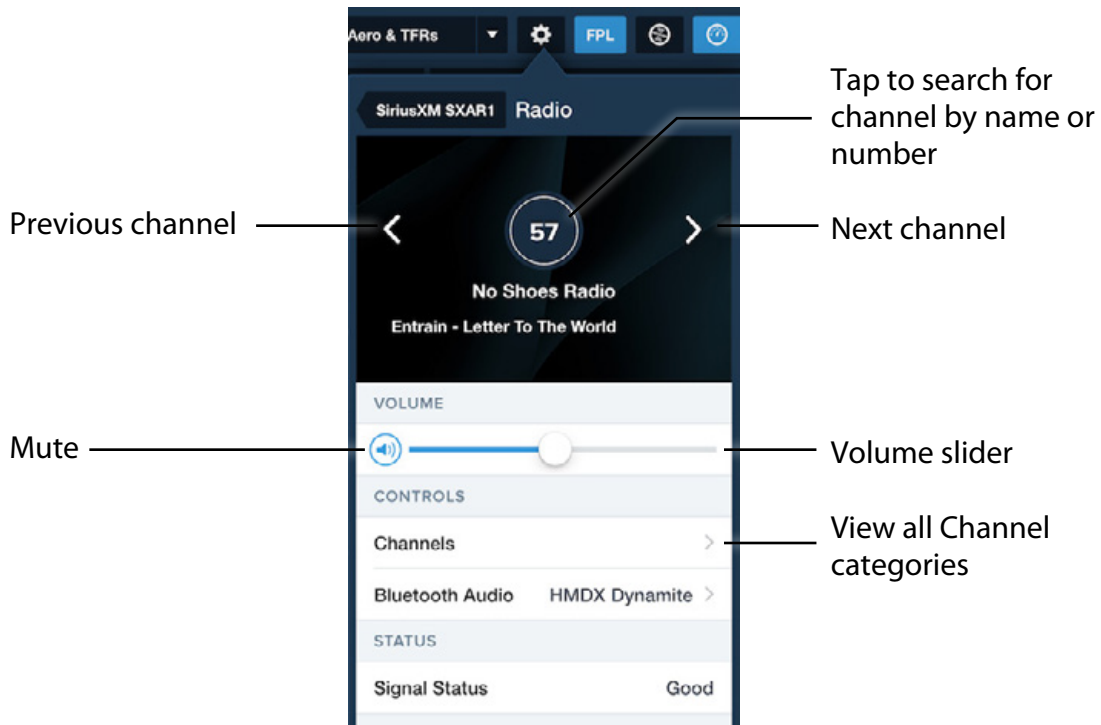 Aero & TFRs
FPL
SiriusXM SXAR1
Radio
Tap to search for
channel by name or
number
Previous channel
57
Next channel
No Shoes Radio
Entrain - Letter To The World
VOLUME
Mute
Volume slider
CONTROLS
Channels
View all Channel
categories
Bluetooth Audio
HMDX Dynamite
STATUS
Signal Status
Good